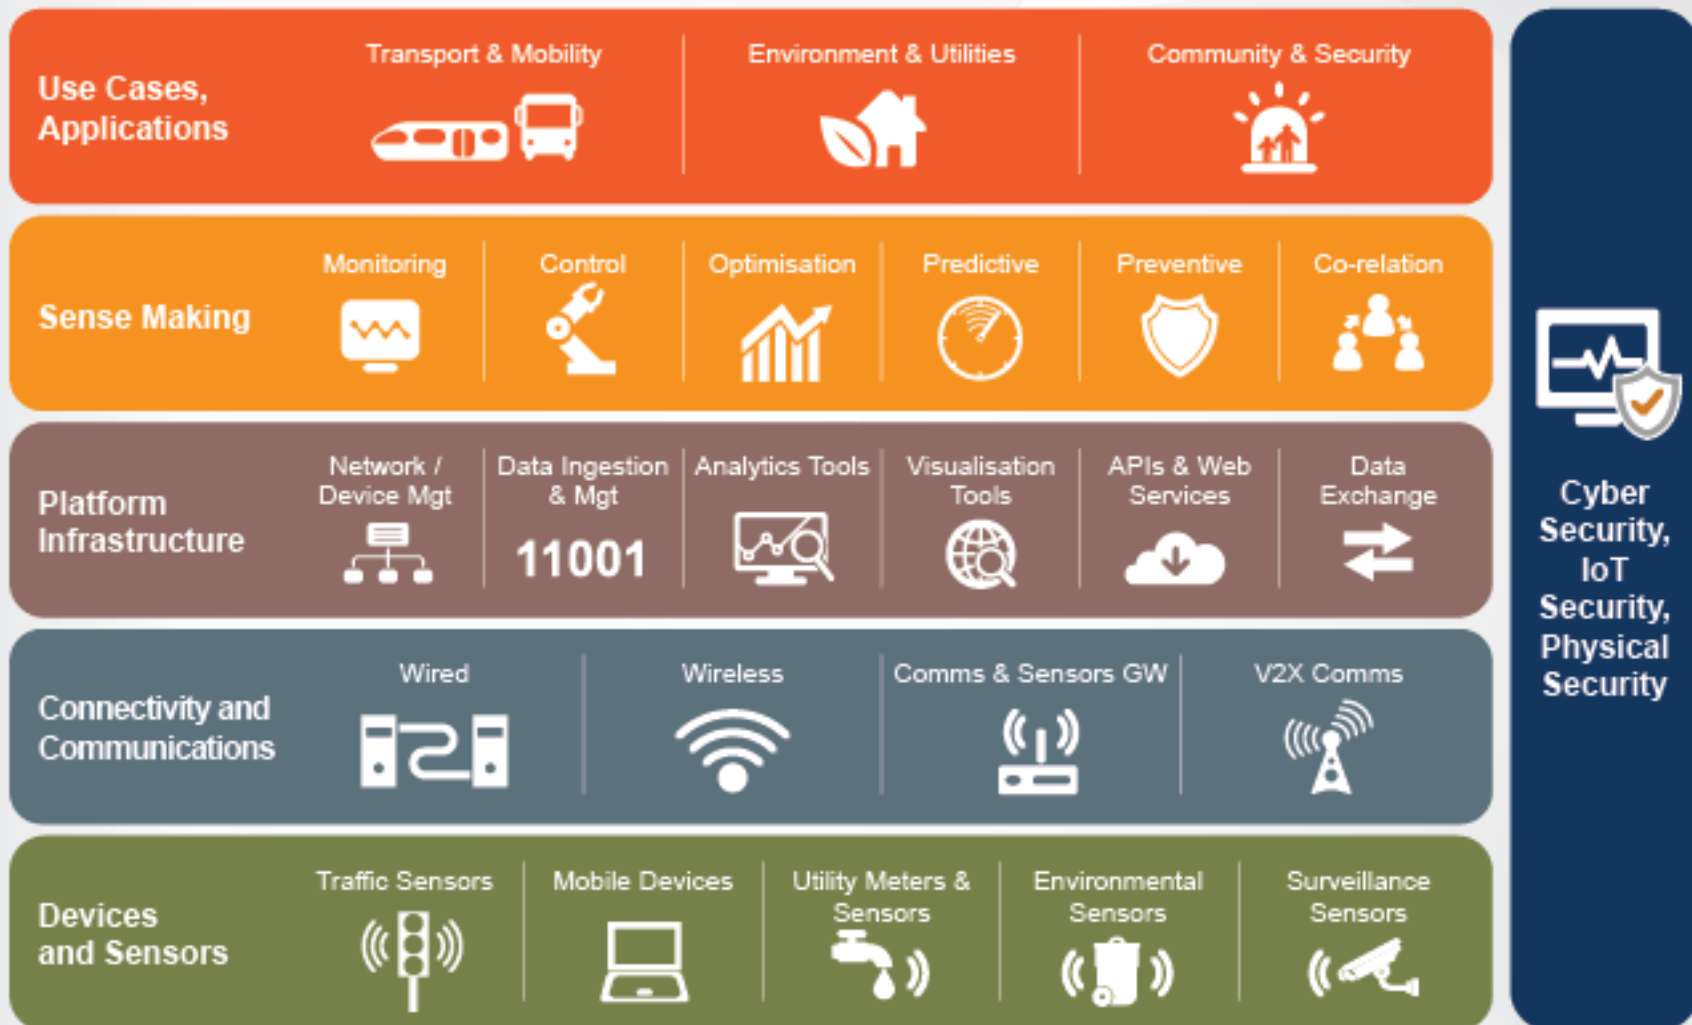 Use Cases,
Applications
Transport & Mobility
Environment & Utilities
Community & Security
Sense Making
Monitoring
Control
Optimisation
Predictive
Preventive
Co-relation
Platform
Infrastructure
Network /
Device Mgt
Data Ingestion
& Mgt
11001
Analytics Tools
Visualisation
Tools
APIs & Web
Services
Data
Exchange
Connectivity and
Communications
Wired
Wireless
Comms & Sensors GW
V2X Comms
Devices
and Sensors
Traffic Sensors
Mobile Devices
Utility Meters &
Sensors
Environmental
Sensors
Surveillance
Sensors
Cyber
Security,
IoT
Security,
Physical
Security